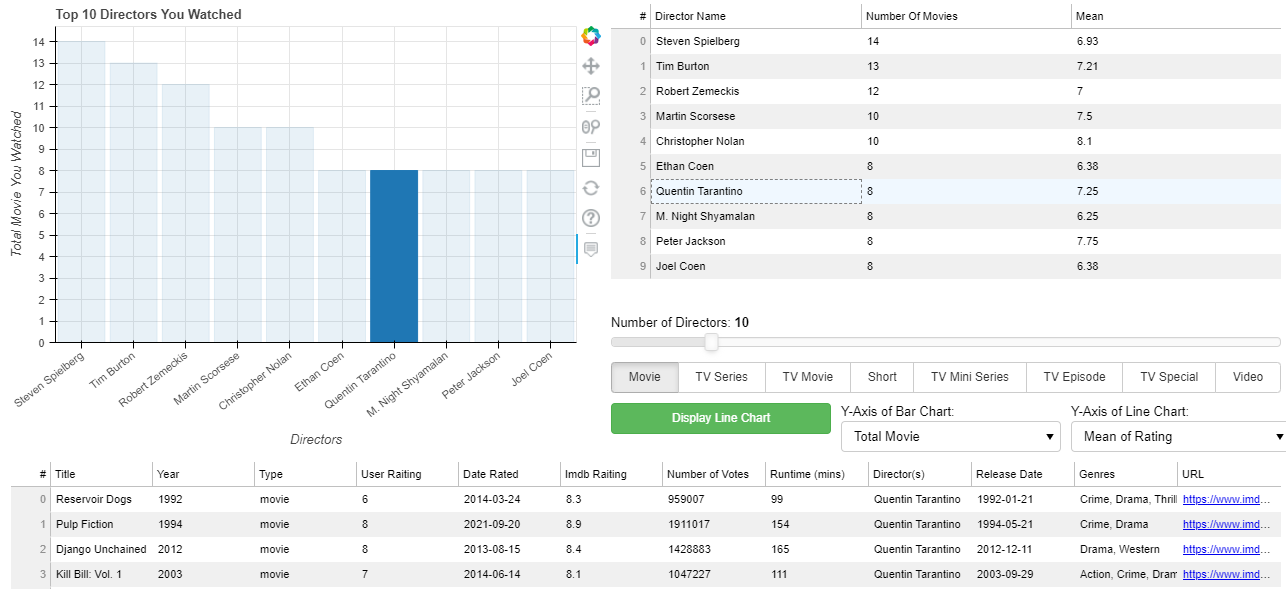 Top 10 Directors You Watched
Total Movie You Watched
14
13
12
11
10
9
8
7
6
5
4
3
2
1
0
Steven Spielberg
Tim Burton
Robert Zemeckis
Martin Scorsese
Christopher Nolan
Ethan Coen
Quentin Tarantino
M. Night Shyamalan
Peter Jackson
Joel Coen
Directors
# Director Name Number Of Movies Mean
0 Steven Spielberg 14 6.93
1 Tim Burton 13 7.21
2 Robert Zemeckis 12 7
3 Martin Scorsese 10 7.5
4 Christopher Nolan 10 8.1
5 Ethan Coen 8 6.38
6 Quentin Tarantino 8 7.25
7 M. Night Shyamalan 8 6.25
8 Peter Jackson 8 7.75
9 Joel Coen 8 6.38
Number of Directors: 10
Movie TV Series TV Movie Short TV Mini Series TV Episode TV Special Video
Display Line Chart
Y-Axis of Bar Chart:
Total Movie
Y-Axis of Line Chart:
Mean of Rating
# Title Year Type User Raiting Date Rated Imdb Raiting Number of Votes Runtime (mins) Director(s) Release Date Genres URL
0 Reservoir Dogs 1992 movie 6 2014-03-24 8.3 959007 99 Quentin Tarantino 1992-01-21 Crime, Drama, Thril https://www.imd...
1 Pulp Fiction 1994 movie 8 2021-09-20 8.9 1911017 154 Quentin Tarantino 1994-05-21 Crime, Drama https://www.imd...
2 Django Unchained 2012 movie 8 2013-08-15 8.4 1428883 165 Quentin Tarantino 2012-12-11 Drama, Western https://www.imd...
3 Kill Bill: Vol. 1 2003 movie 7 2014-06-14 8.1 1047227 111 Quentin Tarantino 2003-09-29 Action, Crime, Dram https://www.imd...